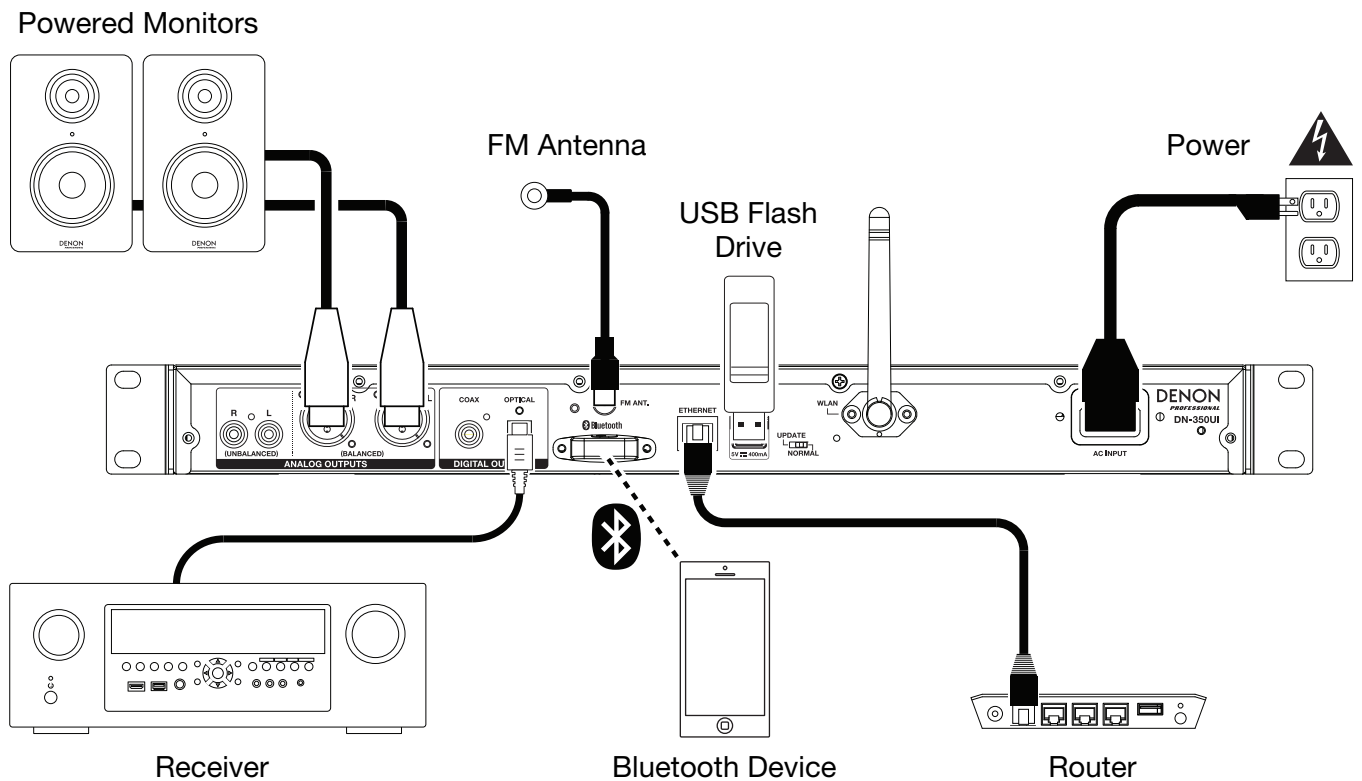 Powered Monitors
FM Antenna
USB Flash
Drive
Power
DENON
DENON
R
L
(UNBALANCED)
R
L
(BALANCED)
ANALOG OUTPUTS
COAX
OPTICAL
DIGITAL OU
FM ANT.
Bluetooth
ETHERNET
5V 400mA
WLAN
UPDATE
NORMAL
AC INPUT
DENON
PROFESSIONAL
DN-350UI
Receiver
Bluetooth Device
Router